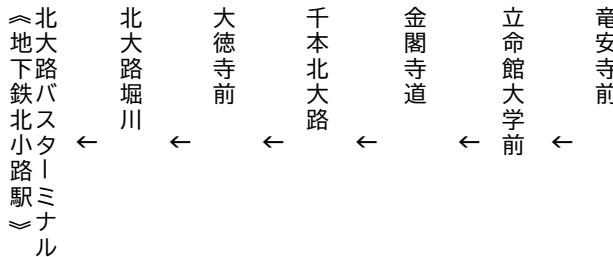 竜安寺前
←
立命館大学前
←
金閣寺道
←
千本北大路
←
大徳寺前
←
北大路堀川
←
北大路バスターミナル
《地下鉄北小路駅》